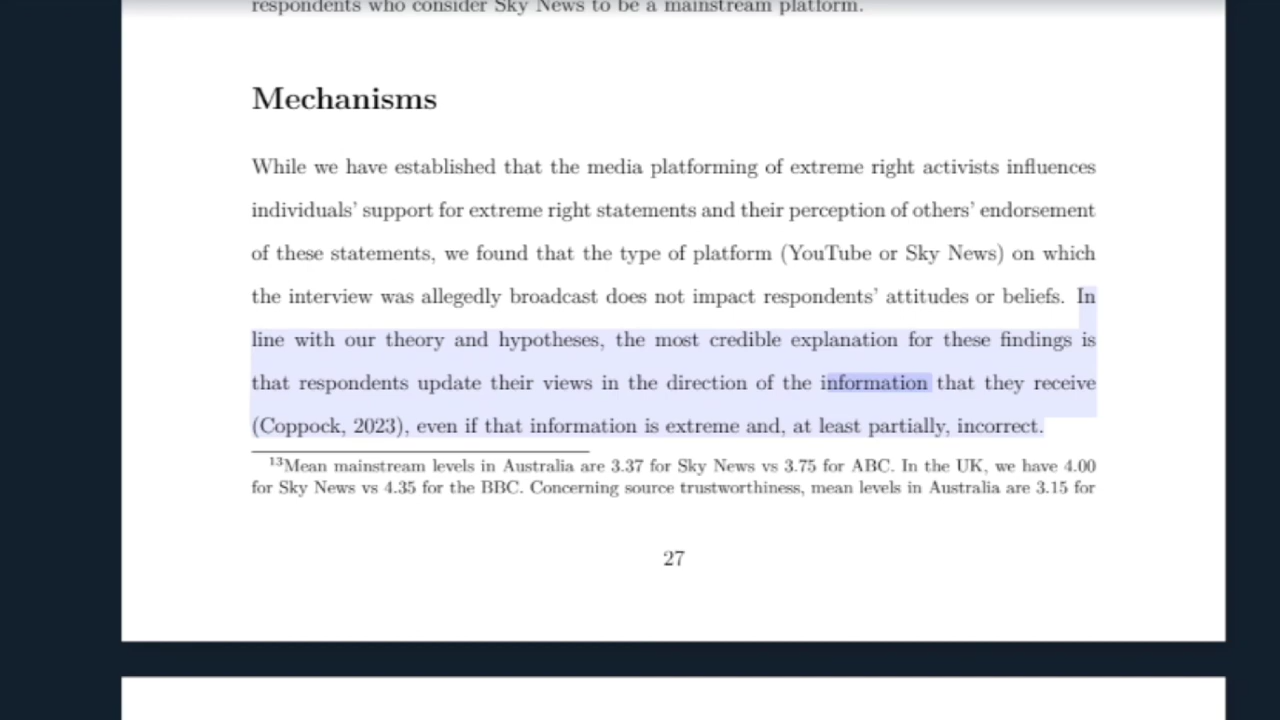 respondents who consider Sky News to be a mainstream platform.
Mechanisms
While we have established that the media platforming of extreme right activists influences
individuals' support for extreme right statements and their perception of others' endorsement
of these statements, we found that the type of platform (YouTube or Sky News) on which
the interview was allegedly broadcast does not impact respondents' attitudes or beliefs. In
line with our theory and hypotheses, the most credible explanation for these findings is
that respondents update their views in the direction of the information that they receive
(Coppock, 2023), even if that information is extreme and, at least partially, incorrect.
13Mean mainstream levels in Australia are 3.37 for Sky News vs 3.75 for ABC. In the UK, we have 4.00
for Sky News vs 4.35 for the BBC. Concerning source trustworthiness, mean levels in Australia are 3.15 for
27